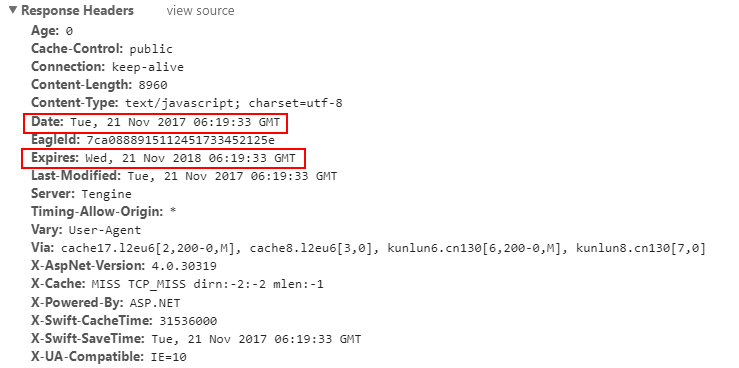 ▼ Response Headers view source
Age: 0
Cache-Control: public
Connection: keep-alive
Content-Length: 8960
Content-Type: text/javascript; charset=utf-8
Date: Tue, 21 Nov 2017 06:19:33 GMT
EagleId: 7ca0888915112451733452125e
Expires: Wed, 21 Nov 2018 06:19:33 GMT
Last-Modified: Tue, 21 Nov 2017 06:19:33 GMT
Server: Tengine
Timing-Allow-Origin: *
Vary: User-Agent
Via: cache17.l2eu6[2,200-0,M], cache8.l2eu6[3,0], kunlun6.cn130[6,200-0,M], kunlun8.cn130[7,0]
X-AspNet-Version: 4.0.30319
X-Cache: MISS TCP_MISS dirn:-2:-2 mlen:-1
X-Powered-By: ASP.NET
X-Swift-CacheTime: 31536000
X-Swift-SaveTime: Tue, 21 Nov 2017 06:19:33 GMT
X-UA-Compatible: IE=10